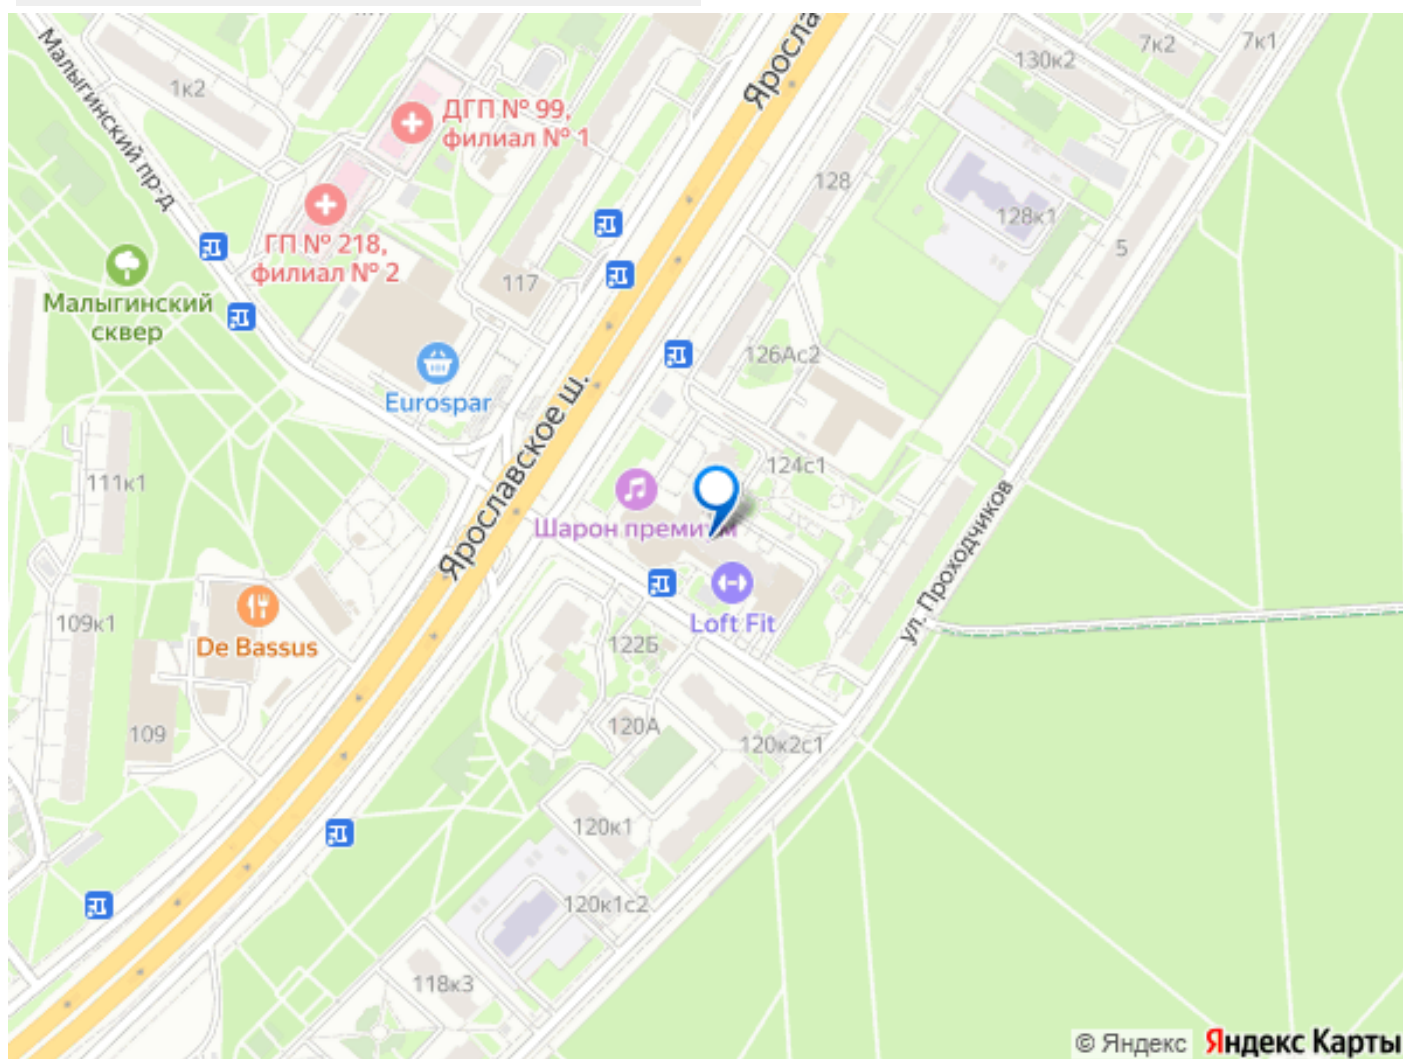 Яросла
Малыгинский пр-д
1к2
ДГП № 99,
филиал № 1
130к2
7к2
7к1
128
128к1
5
ГП № 218,
филиал № 2
Малыгинский
сквер
117
126Ас2
Eurospar
Ярославское ш.
111к1
124с1
Шарон премиум
ул. Проходчиков
Loft Fit
De Bassus
109к1
122Б
109
120А
120к2с1
120к1
120к1с2
118к3
© Яндекс
Яндекс Карты